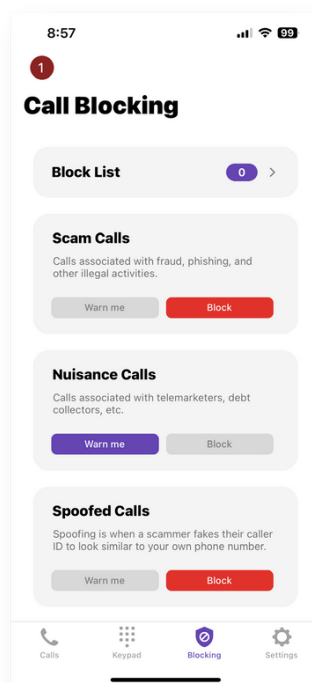 8:57
99
1
Call Blocking
Block List
0
Scam Calls
Calls associated with fraud, phishing, and
other illegal activities.
Warn me
Block
Nuisance Calls
Calls associated with telemarketers, debt
collectors, etc.
Warn me
Block
Spoofed Calls
Spoofing is when a scammer fakes their caller
ID to look similar to your own phone number.
Warn me
Block
Calls
Keypad
Blocking
Settings